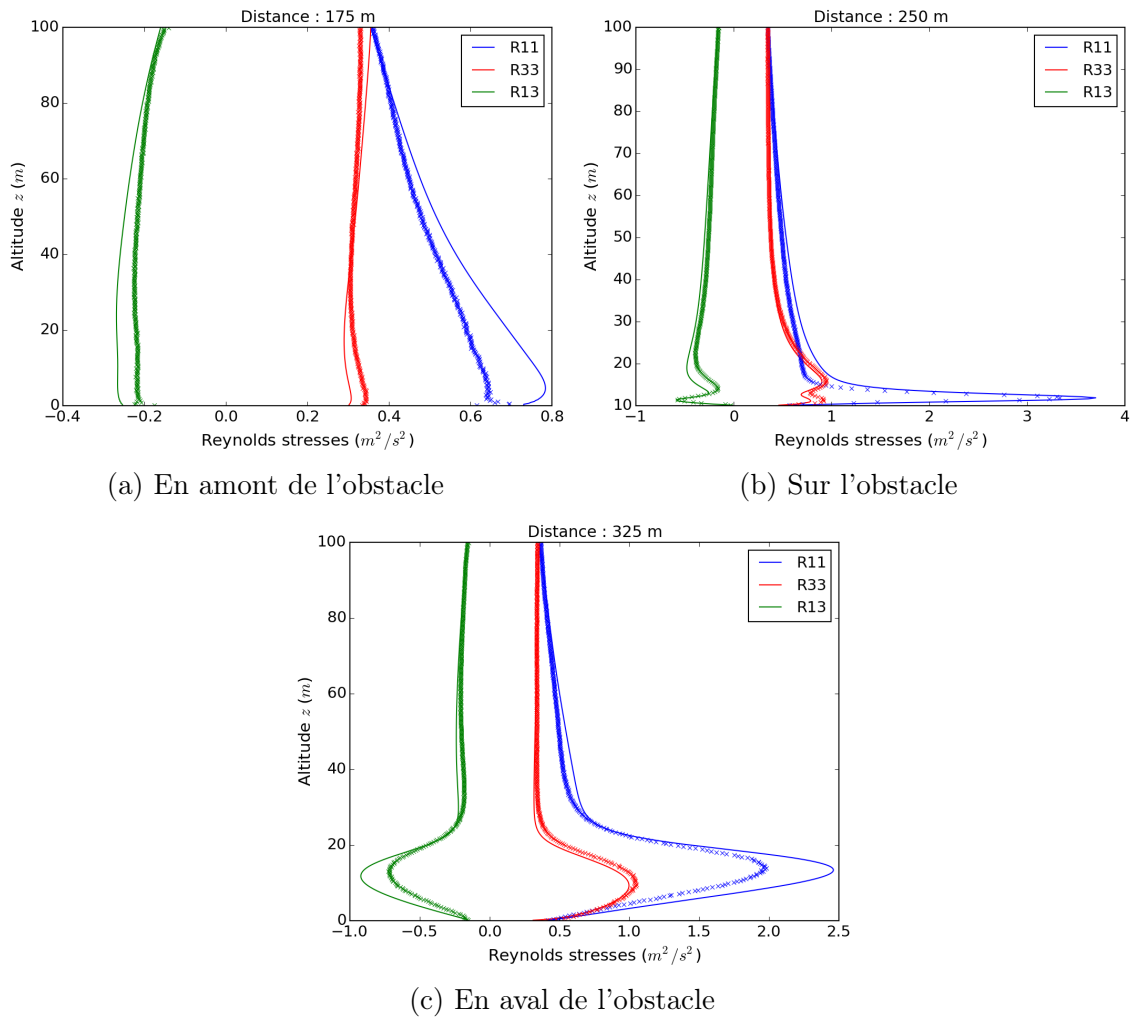 Distance : 175 m
100
80
60
40
20
0
Altitude z (m)
−0.4
−0.2
0.0
0.2
0.4
0.6
0.8
Reynolds stresses (m²/s²)
R11
R33
R13
(a) En amont de l'obstacle
Distance : 250 m
100
90
80
70
60
50
40
30
20
10
Altitude z (m)
−1
0
1
2
3
4
Reynolds stresses (m²/s²)
R11
R33
R13
(b) Sur l'obstacle
Distance : 325 m
100
80
60
40
20
0
Altitude z (m)
−1.0
−0.5
0.0
0.5
1.0
1.5
2.0
2.5
Reynolds stresses (m²/s²)
R11
R33
R13
(c) En aval de l'obstacle